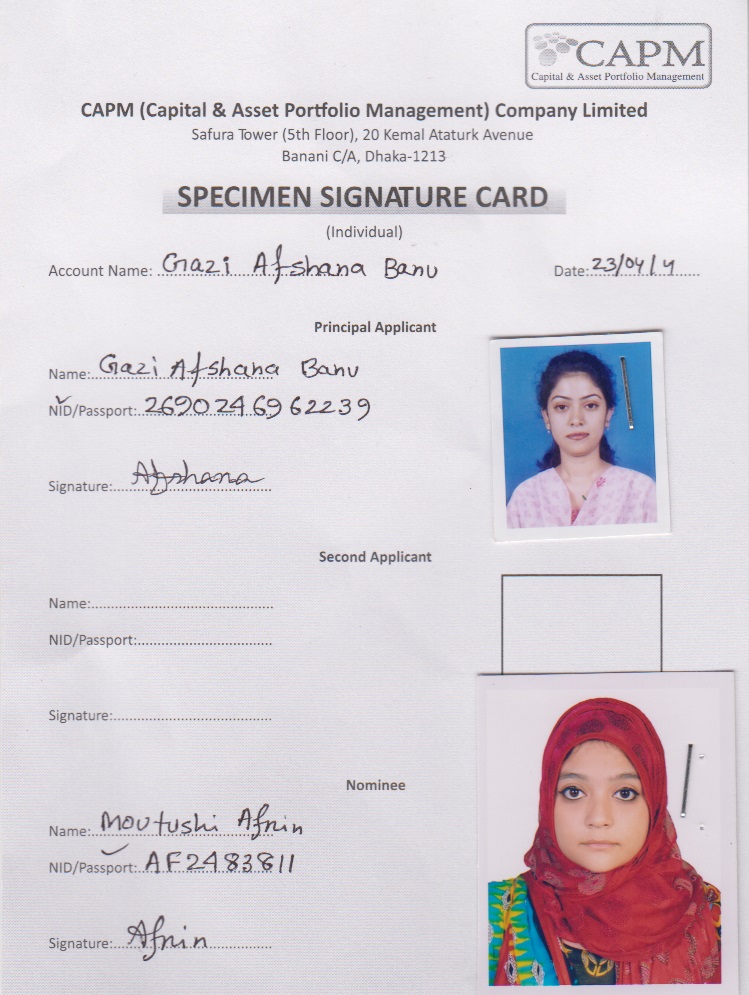 CAPM
Capital & Asset Portfolio Management
CAPM (Capital & Asset Portfolio Management) Company Limited
Safura Tower (5th Floor), 20 Kemal Ataturk Avenue
Banani C/A, Dhaka-1213
SPECIMEN SIGNATURE CARD
(Individual)
Account Name: Gazi Afshana Banu Date: 23/04/
Principal Applicant
Name: Gazi Afshana Banu
NID/Passport: 2690246962239
Signature: Afshana
Second Applicant
Name:
NID/Passport:
Signature:
Nominee
Name: Moutushi Afnin
NID/Passport: AF2483811
Signature: Afnin